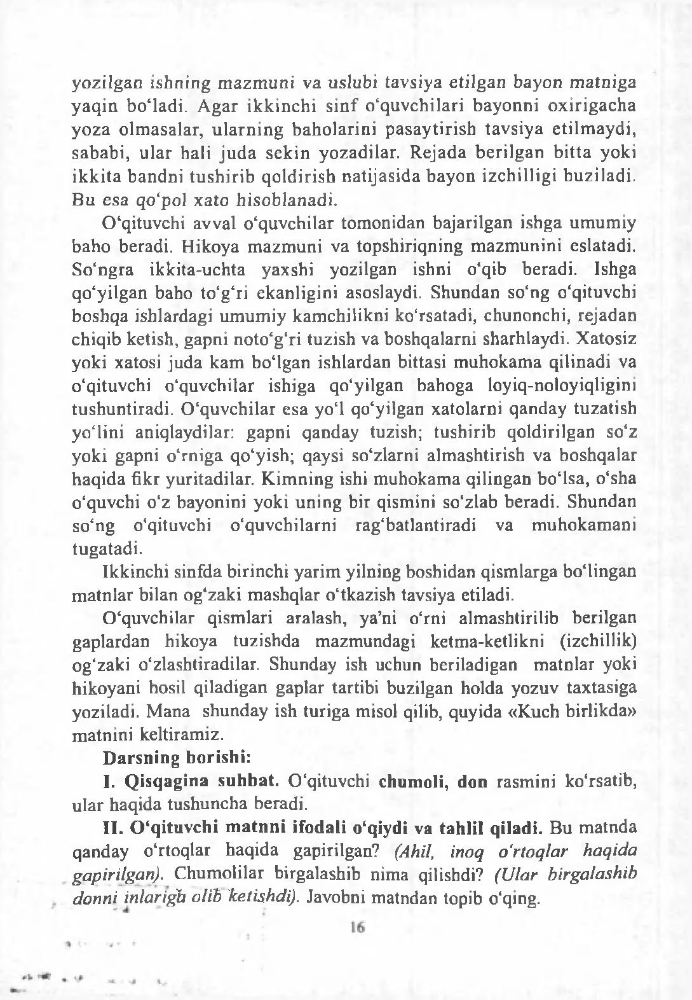 yozilgan ishning mazmuni va uslubi tavsiya etilgan bayon matniga
yaqin bo‘ladi. Agar ikkinchi sinf o‘quvchilari bayonni oxirigacha
yoza olmasalar, ularning baholarini pasaytirish tavsiya etilmaydi,
sababi, ular hali juda sekin yozadilar. Rejada berilgan bitta yoki
ikkita bandni tushirib qoldirish natijasida bayon izchilligi buziladi.
Bu esa qo‘pol xato hisoblanadi.
O‘qituvchi avval o‘quvchilar tomonidan bajarilgan ishga umumiy
baho beradi. Hikoya mazmuni va topshiriqning mazmunini eslatadi.
So‘ngra ikkita-uchta yaxshi yozilgan ishni o‘qib beradi. Ishga
qo‘yilgan baho to‘g‘ri ekanligini asoslaydi. Shundan so‘ng o‘qituvchi
boshqa ishlardagi umumiy kamchilikni ko‘rsatadi, chunonchi, rejadan
chiqib ketish, gapni noto‘g‘ri tuzish va boshqalarni sharhlaydi. Xatosiz
yoki xatosi juda kam bo‘lgan ishlardan bittasi muhokama qilinadi va
o‘qituvchi o‘quvchilar ishiga qo‘yilgan bahoga loyiq-noloyiqligini
tushuntiradi. O‘quvchilar esa yo‘l qo‘yilgan xatolarni qanday tuzatish
yo‘lini aniqlaydilar: gapni qanday tuzish; tushirib qoldirilgan so‘z
yoki gapni o‘rniga qo‘yish; qaysi so‘zlarni almashtirish va boshqalar
haqida fikr yuritadilar. Kimning ishi muhokama qilingan bo‘lsa, o‘sha
o‘quvchi o‘z bayonini yoki uning bir qismini so‘zlab beradi. Shundan
so‘ng o‘qituvchi o‘quvchilarni rag‘batlantiradi va muhokamani
tugatadi.
Ikkinchi sinfda birinchi yarim yilning boshidan qismlarga bo‘lingan
matnlar bilan og‘zaki mashqlar o‘tkazish tavsiya etiladi.
O‘quvchilar qismlari aralash, ya’ni o‘rni almashtirilib berilgan
gaplardan hikoya tuzishda mazmundagi ketma-ketlikni (izchillik)
og‘zaki o‘zlashtiradilar. Shunday ish uchun beriladigan matnlar yoki
hikoyani hosil qiladigan gaplar tartibi buzilgan holda yozuv taxtasiga
yoziladi. Mana shunday ish turiga misol qilib, quyida «Kuch birlikda»
matnini keltiramiz.
Darsning borishi:
I. Qisqagina suhbat. O‘qituvchi chumoli, don rasmini ko‘rsatib,
ular haqida tushuncha beradi.
II. O‘qituvchi matnni ifodali o‘qiydi va tahlil qiladi. Bu matnda
qanday o‘rtoqlar haqida gapirilgan? (Ahil, inoq o‘rtoqlar haqida
gapirilgan). Chumolilar birgalashib nima qilishdi? (Ular birgalashib
donni inlariga olib ketishdi). Javobni matndan topib o‘qing.
16